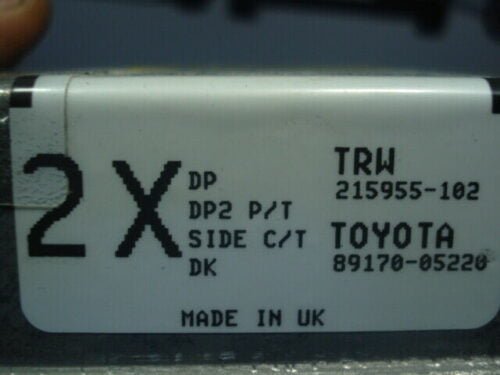 2X
DP
DP2 P/T
SIDE C/T
DK
TRW
215955-102
TOYOTA
89170-05220
MADE IN UK